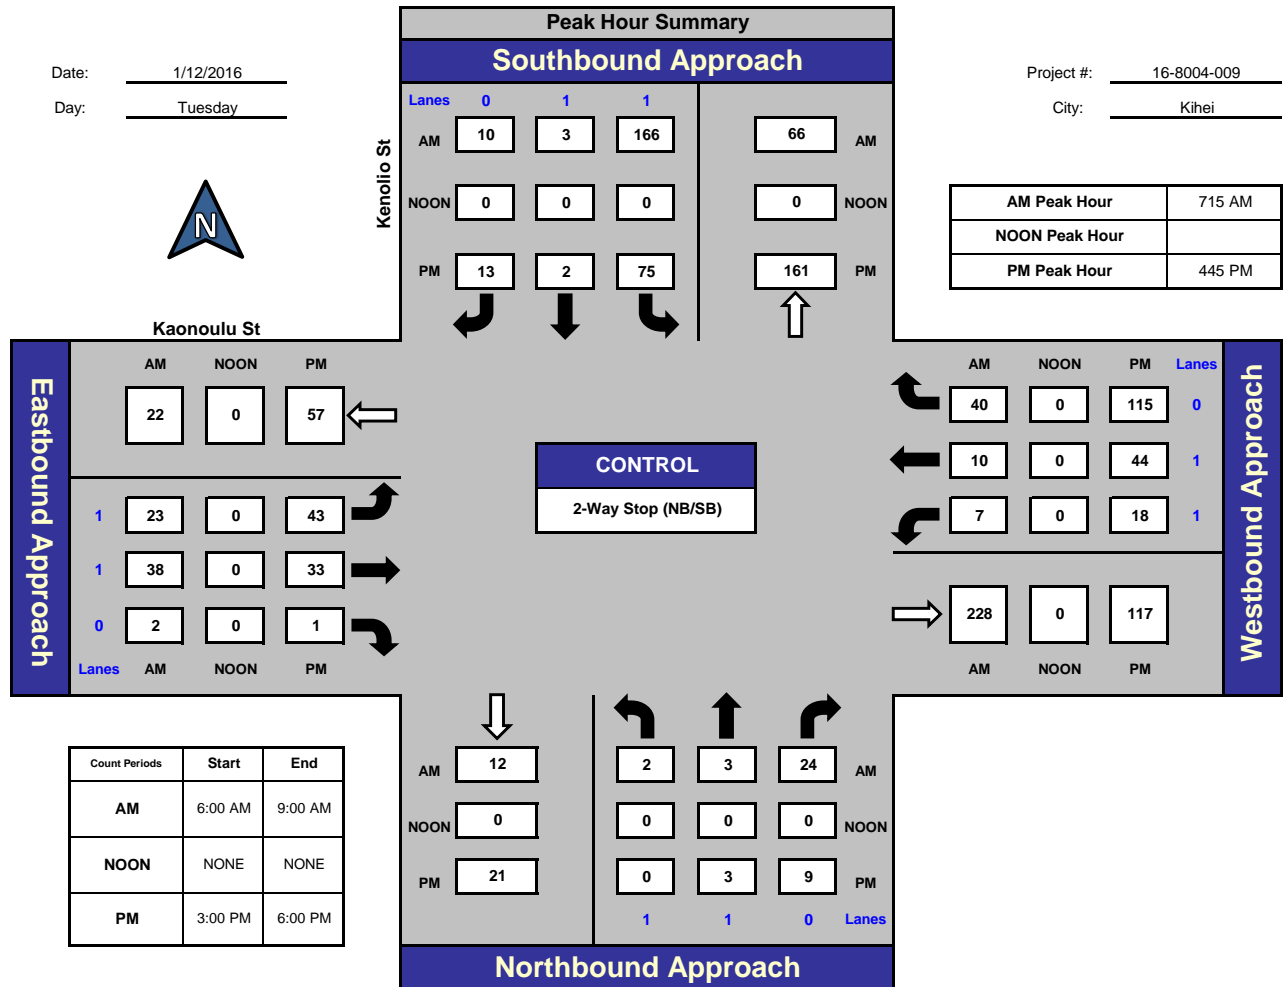 Peak Hour Summary
Southbound Approach
Date: 1/12/2016
Day: Tuesday
Project #: 16-8004-009
City: Kihei
N
Kenolio St
Lanes 0 1 1
AM 10 3 166 66 AM
NOON 0 0 0 0 NOON
PM 13 2 75 161 PM
AM Peak Hour 715 AM
NOON Peak Hour
PM Peak Hour 445 PM
Kaonoulu St
Eastbound Approach
AM NOON PM
22 0 57
1 23 0 43
1 38 0 33
0 2 0 1
Lanes AM NOON PM
CONTROL
2-Way Stop (NB/SB)
AM NOON PM Lanes
40 0 115 0
10 0 44 1
7 0 18 1
228 0 117
AM NOON PM
Westbound Approach
Count Periods Start End
AM 6:00 AM 9:00 AM
NOON NONE NONE
PM 3:00 PM 6:00 PM
AM 12 2 3 24 AM
NOON 0 0 0 0 NOON
PM 21 0 3 9 PM
1 1 0 Lanes
Northbound Approach